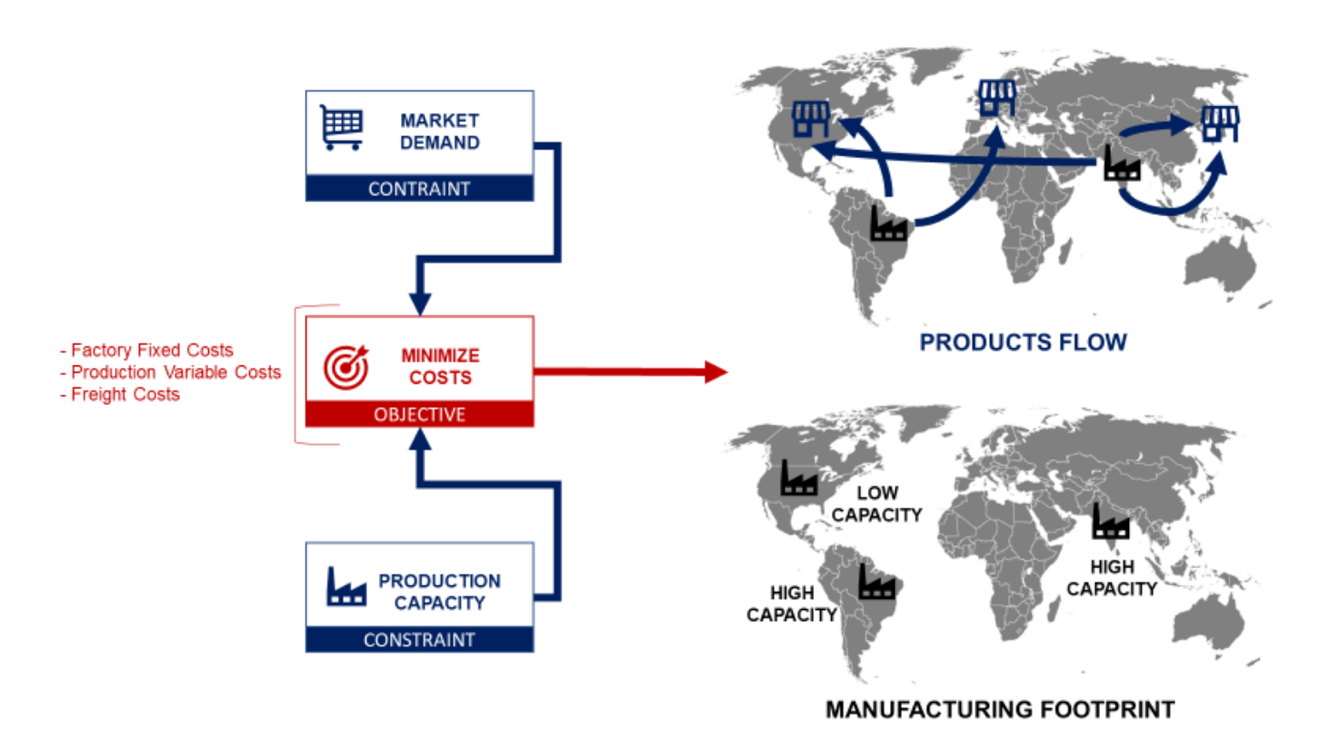 MARKET
DEMAND
CONTRAINT
- Factory Fixed Costs
- Production Variable Costs
- Freight Costs
MINIMIZE
COSTS
OBJECTIVE
PRODUCTION
CAPACITY
CONSTRAINT
PRODUCTS FLOW
LOW
CAPACITY
HIGH
CAPACITY
HIGH
CAPACITY
MANUFACTURING FOOTPRINT